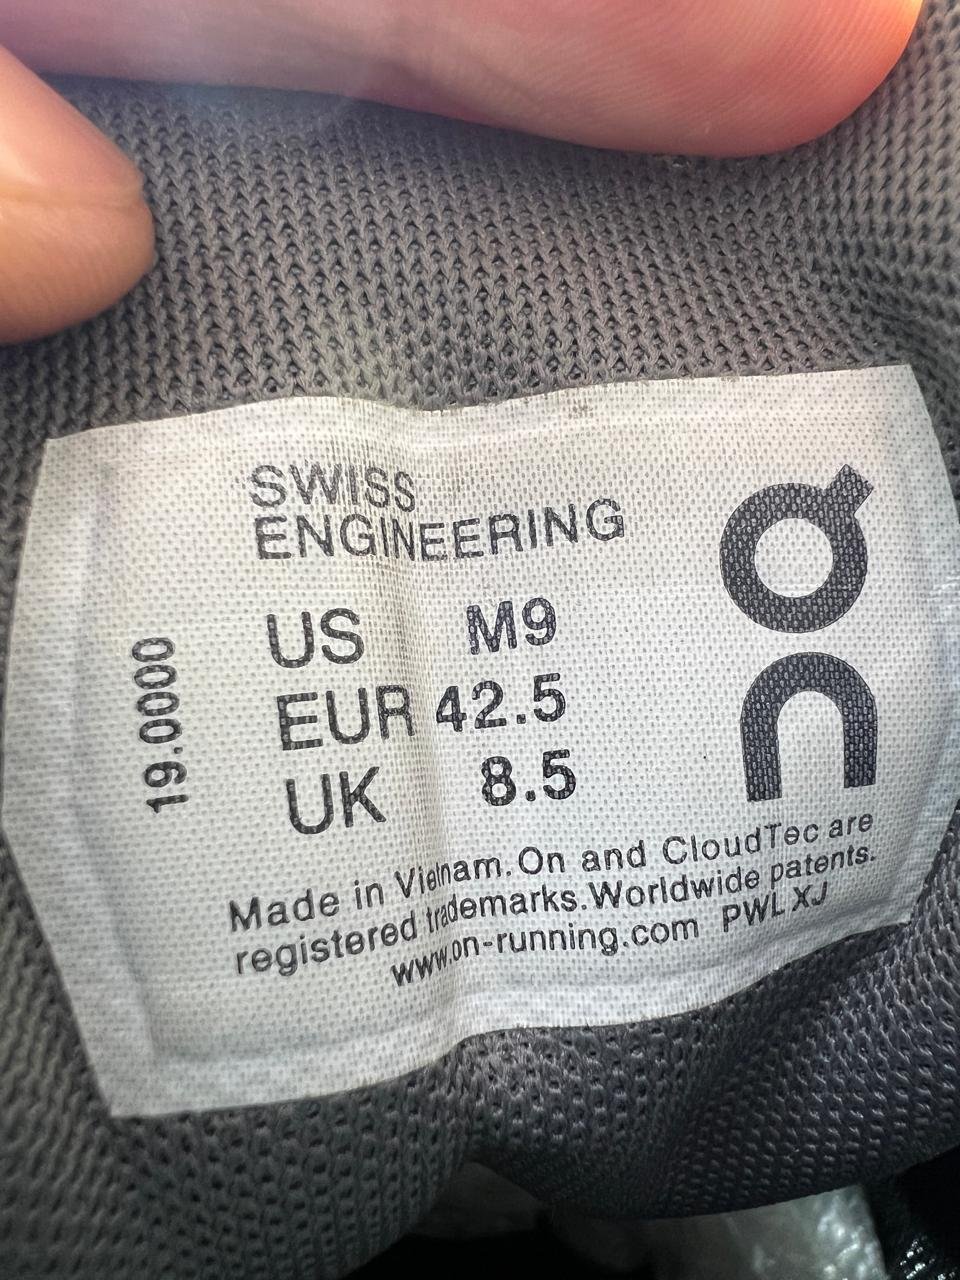 SWISS
ENGINEERING
US M9
EUR 42.5
UK 8.5
19.0000
On
Made in Vietnam. On and CloudTec are
registered trademarks. Worldwide patents.
www.on-running.com PWL XJ